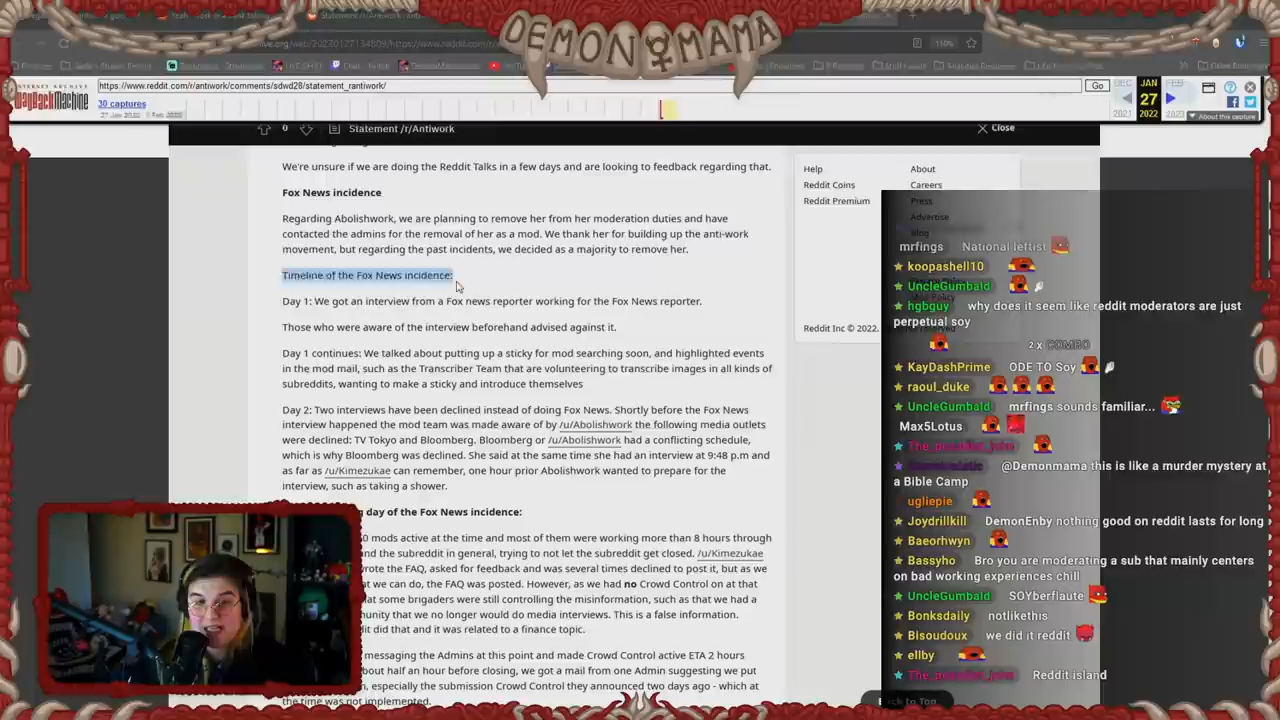 DEMON MAMA
110%
INTERNET ARCHIVE
WayBackMachine
https://www.reddit.com/r/antiwork/comments/sdwd28/statement_rantiwork/
Go
DEC
JAN
FEB
30 captures
27
2021
2022
About this capture
0
Statement /r/Antiwork
Close
We're unsure if we are doing the Reddit Talks in a few days and are looking to feedback regarding that.
Fox News incidence
Regarding Abolishwork, we are planning to remove her from her moderation duties and have
contacted the admins for the removal of her as a mod. We thank her for building up the anti-work
movement, but regarding the past incidents, we decided as a majority to remove her.
Timeline of the Fox News incidence:
Day 1: We got an interview from a Fox news reporter working for the Fox News reporter.
Those who were aware of the interview beforehand advised against it.
Day 1 continues: We talked about putting up a sticky for mod searching soon, and highlighted events
in the mod mail, such as the Transcriber Team that are volunteering to transcribe images in all kinds of
subreddits, wanting to make a sticky and introduce themselves
Day 2: Two interviews have been declined instead of doing Fox News. Shortly before the Fox News
interview happened the mod team was made aware of by /u/Abolishwork the following media outlets
were declined: TV Tokyo and Bloomberg. Bloomberg or /u/Abolishwork had a conflicting schedule,
which is why Bloomberg was declined. She said at the same time she had an interview at 9:48 p.m and
as far as /u/Kimezukae can remember, one hour prior Abolishwork wanted to prepare for the
interview, such as taking a shower.
day of the Fox News incidence:
0 mods active at the time and most of them were working more than 8 hours through
nd the subreddit in general, trying to not let the subreddit get closed. /u/Kimezukae
rote the FAQ, asked for feedback and was several times declined to post it, but as we
t we can do, the FAQ was posted. However, as we had no Crowd Control on at that
at some brigaders were still controlling the misinformation, such as that we had a
munity that we no longer would do media interviews. This is a false information.
dit did that and it was related to a finance topic.
messaging the Admins at this point and made Crowd Control active ETA 2 hours
bout half an hour before closing, we got a mail from one Admin suggesting we put
n, especially the submission Crowd Control they announced two days ago - which at
the time was not implemented.
Help
About
Reddit Coins
Careers
Reddit Premium
Press
Advertise
Blog
Reddit Inc © 2022.
mrfings National leftist
koopashell10
UncleGumbald
hgbguy why does it seem like reddit moderators are just
perpetual soy
2 x COMBO
KayDashPrime ODE TO Soy
raoul_duke
UncleGumbald mrfings sounds familiar...
Max5Lotus
@Demonmama this is like a murder mystery at
a Bible Camp
ugliepie
Joydrillkill DemonEnby nothing good on reddit lasts for long
Baeorhwyn
Bassyho Bro you are moderating a sub that mainly centers
on bad working experiences chill
UncleGumbald SOYberflaute
Bonksdaily notlikethis
Bisoudoux we did it reddit
ellby
Reddit island
Back to Top